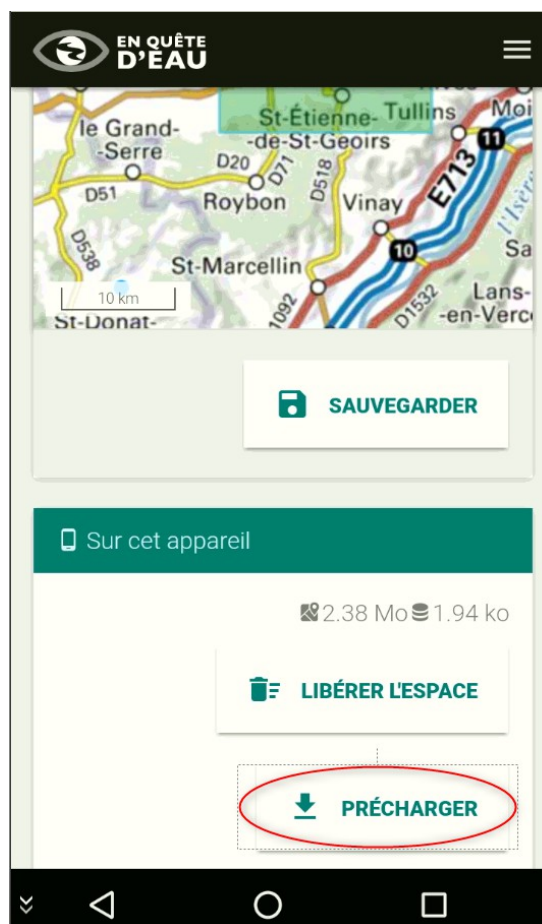 EN QUÊTE
D'EAU
le Grand-
-Serre
St-Étienne-
-de-St-Geoirs
Tullins
Moi
11
D20
D71
D518
E713
D51
Roybon
Vinay
l'Isère
D538
10
Sa
St-Marcellin
10 km
1092
D1532
Lans-
-en-Verco
St-Donat-
SAUVEGARDER
Sur cet appareil
2.38 Mo 1.94 ko
LIBÉRER L'ESPACE
PRÉCHARGER